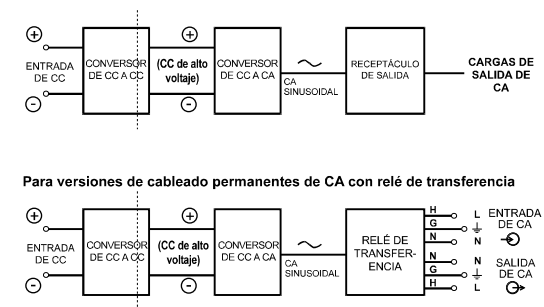 +
ENTRADA
DE CC
-
CONVERSOR
DE CC A CC
+
(CC de alto
voltaje)
-
CONVERSOR
DE CC A CA
CA
SINUSOIDAL
RECEPTÁCULO
DE SALIDA
CARGAS DE
SALIDA DE
CA
Para versiones de cableado permanentes de CA con relé de transferencia
+
ENTRADA
DE CC
-
CONVERSOR
DE CC A CC
+
(CC de alto
voltaje)
-
CONVERSOR
DE CC A CA
CA
SINUSOIDAL
RELÉ DE
TRANSFER-
ENCIA
H L
G
N N
ENTRADA
DE CA
N N
G
H L
SALIDA
DE CA